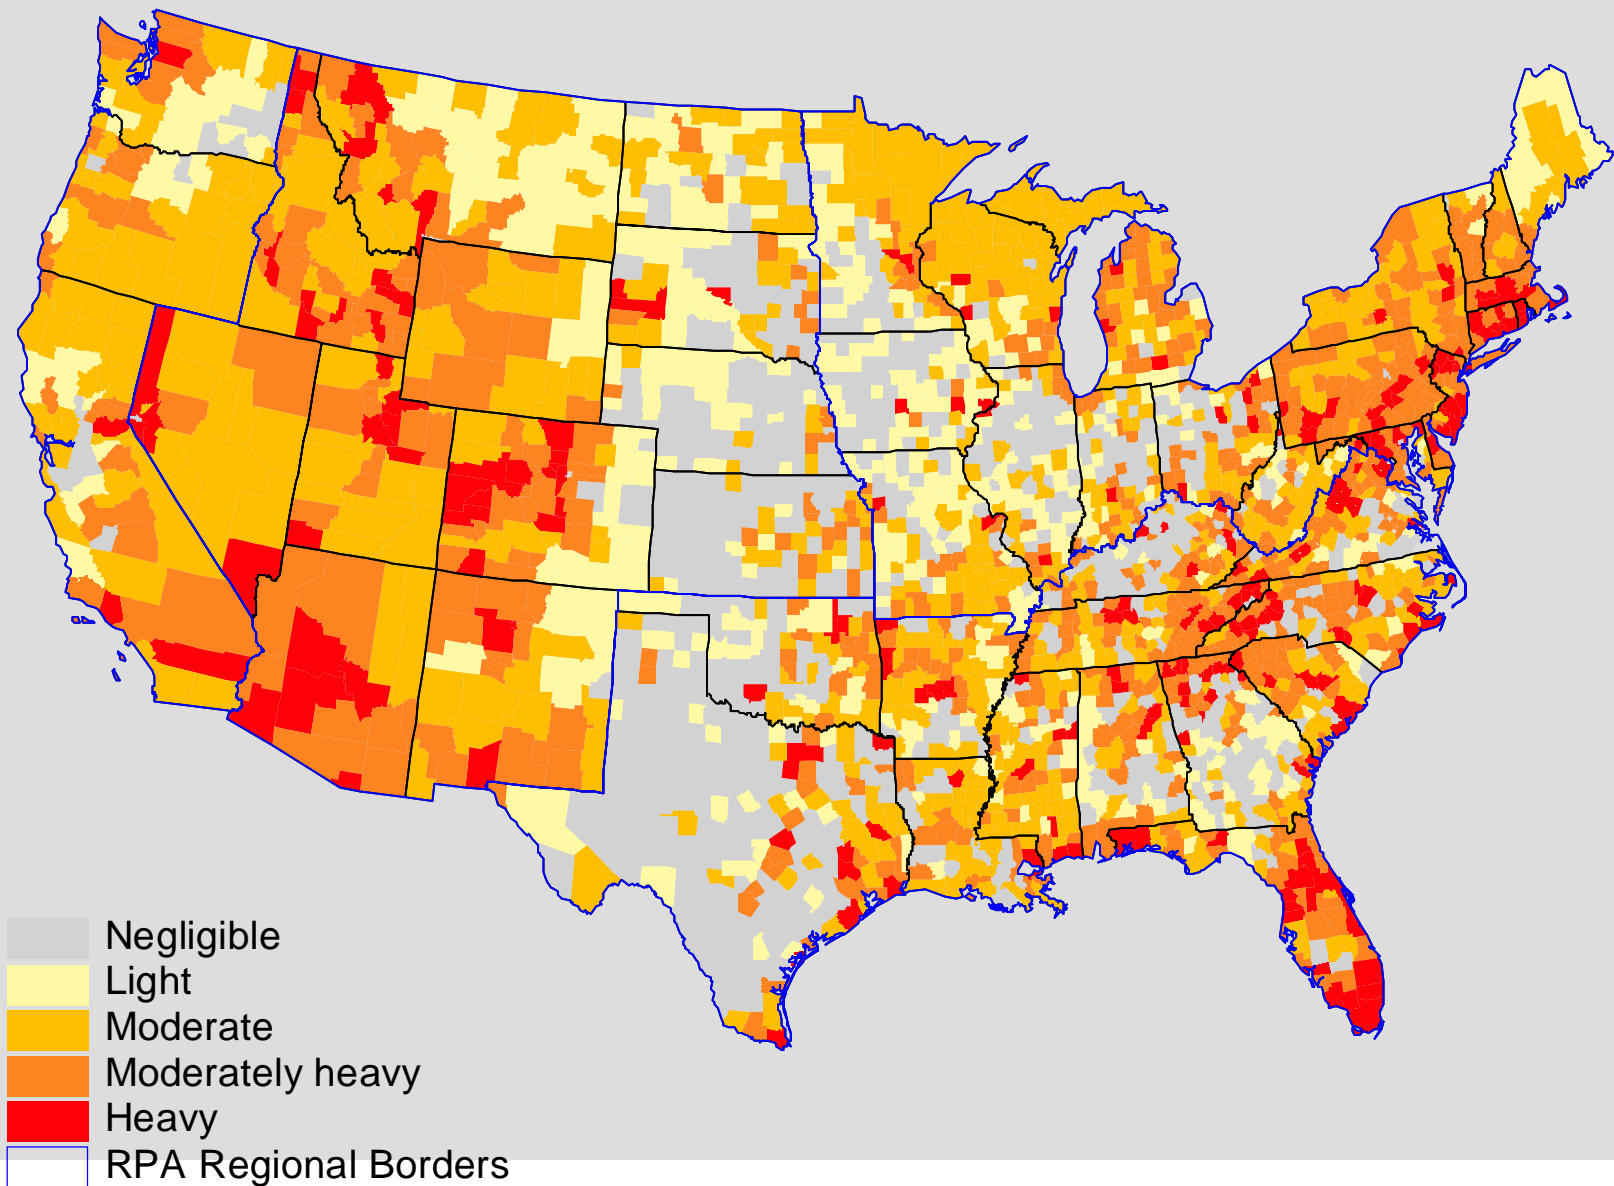 Negligible
Light
Moderate
Moderately heavy
Heavy
RPA Regional Borders